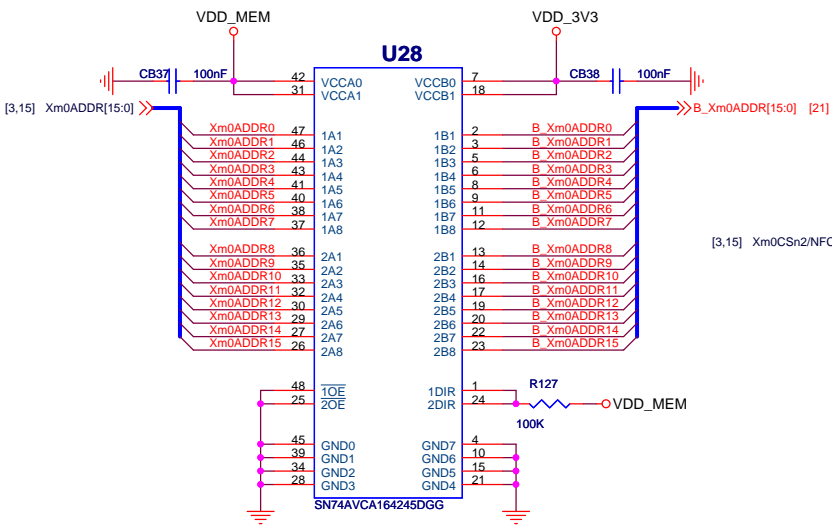 VDD_MEM VDD_3V3
U28
CB37 100nF CB38 100nF
42 VCCA0 VCCB0 7
31 VCCA1 VCCB1 18
[3,15] Xm0ADDR[15:0] B_Xm0ADDR[15:0] [21]
Xm0ADDR0 47 1A1 1B1 2 B_Xm0ADDR0
Xm0ADDR1 46 1A2 1B2 3 B_Xm0ADDR1
Xm0ADDR2 44 1A3 1B3 5 B_Xm0ADDR2
Xm0ADDR3 43 1A4 1B4 6 B_Xm0ADDR3
Xm0ADDR4 41 1A5 1B5 8 B_Xm0ADDR4
Xm0ADDR5 40 1A6 1B6 9 B_Xm0ADDR5
Xm0ADDR6 38 1A7 1B7 11 B_Xm0ADDR6
Xm0ADDR7 37 1A8 1B8 12 B_Xm0ADDR7
[3,15] Xm0CSn2/NFC
Xm0ADDR8 36 2A1 2B1 13 B_Xm0ADDR8
Xm0ADDR9 35 2A2 2B2 14 B_Xm0ADDR9
Xm0ADDR10 33 2A3 2B3 16 B_Xm0ADDR10
Xm0ADDR11 32 2A4 2B4 17 B_Xm0ADDR11
Xm0ADDR12 30 2A5 2B5 19 B_Xm0ADDR12
Xm0ADDR13 29 2A6 2B6 20 B_Xm0ADDR13
Xm0ADDR14 27 2A7 2B7 22 B_Xm0ADDR14
Xm0ADDR15 26 2A8 2B8 23 B_Xm0ADDR15
48 1OE 1DIR 1 R127
25 2OE 2DIR 24 VDD_MEM
100K
45 GND0 GND7 4
39 GND1 GND6 10
34 GND2 GND5 15
28 GND3 GND4 21
SN74AVCA164245DGG